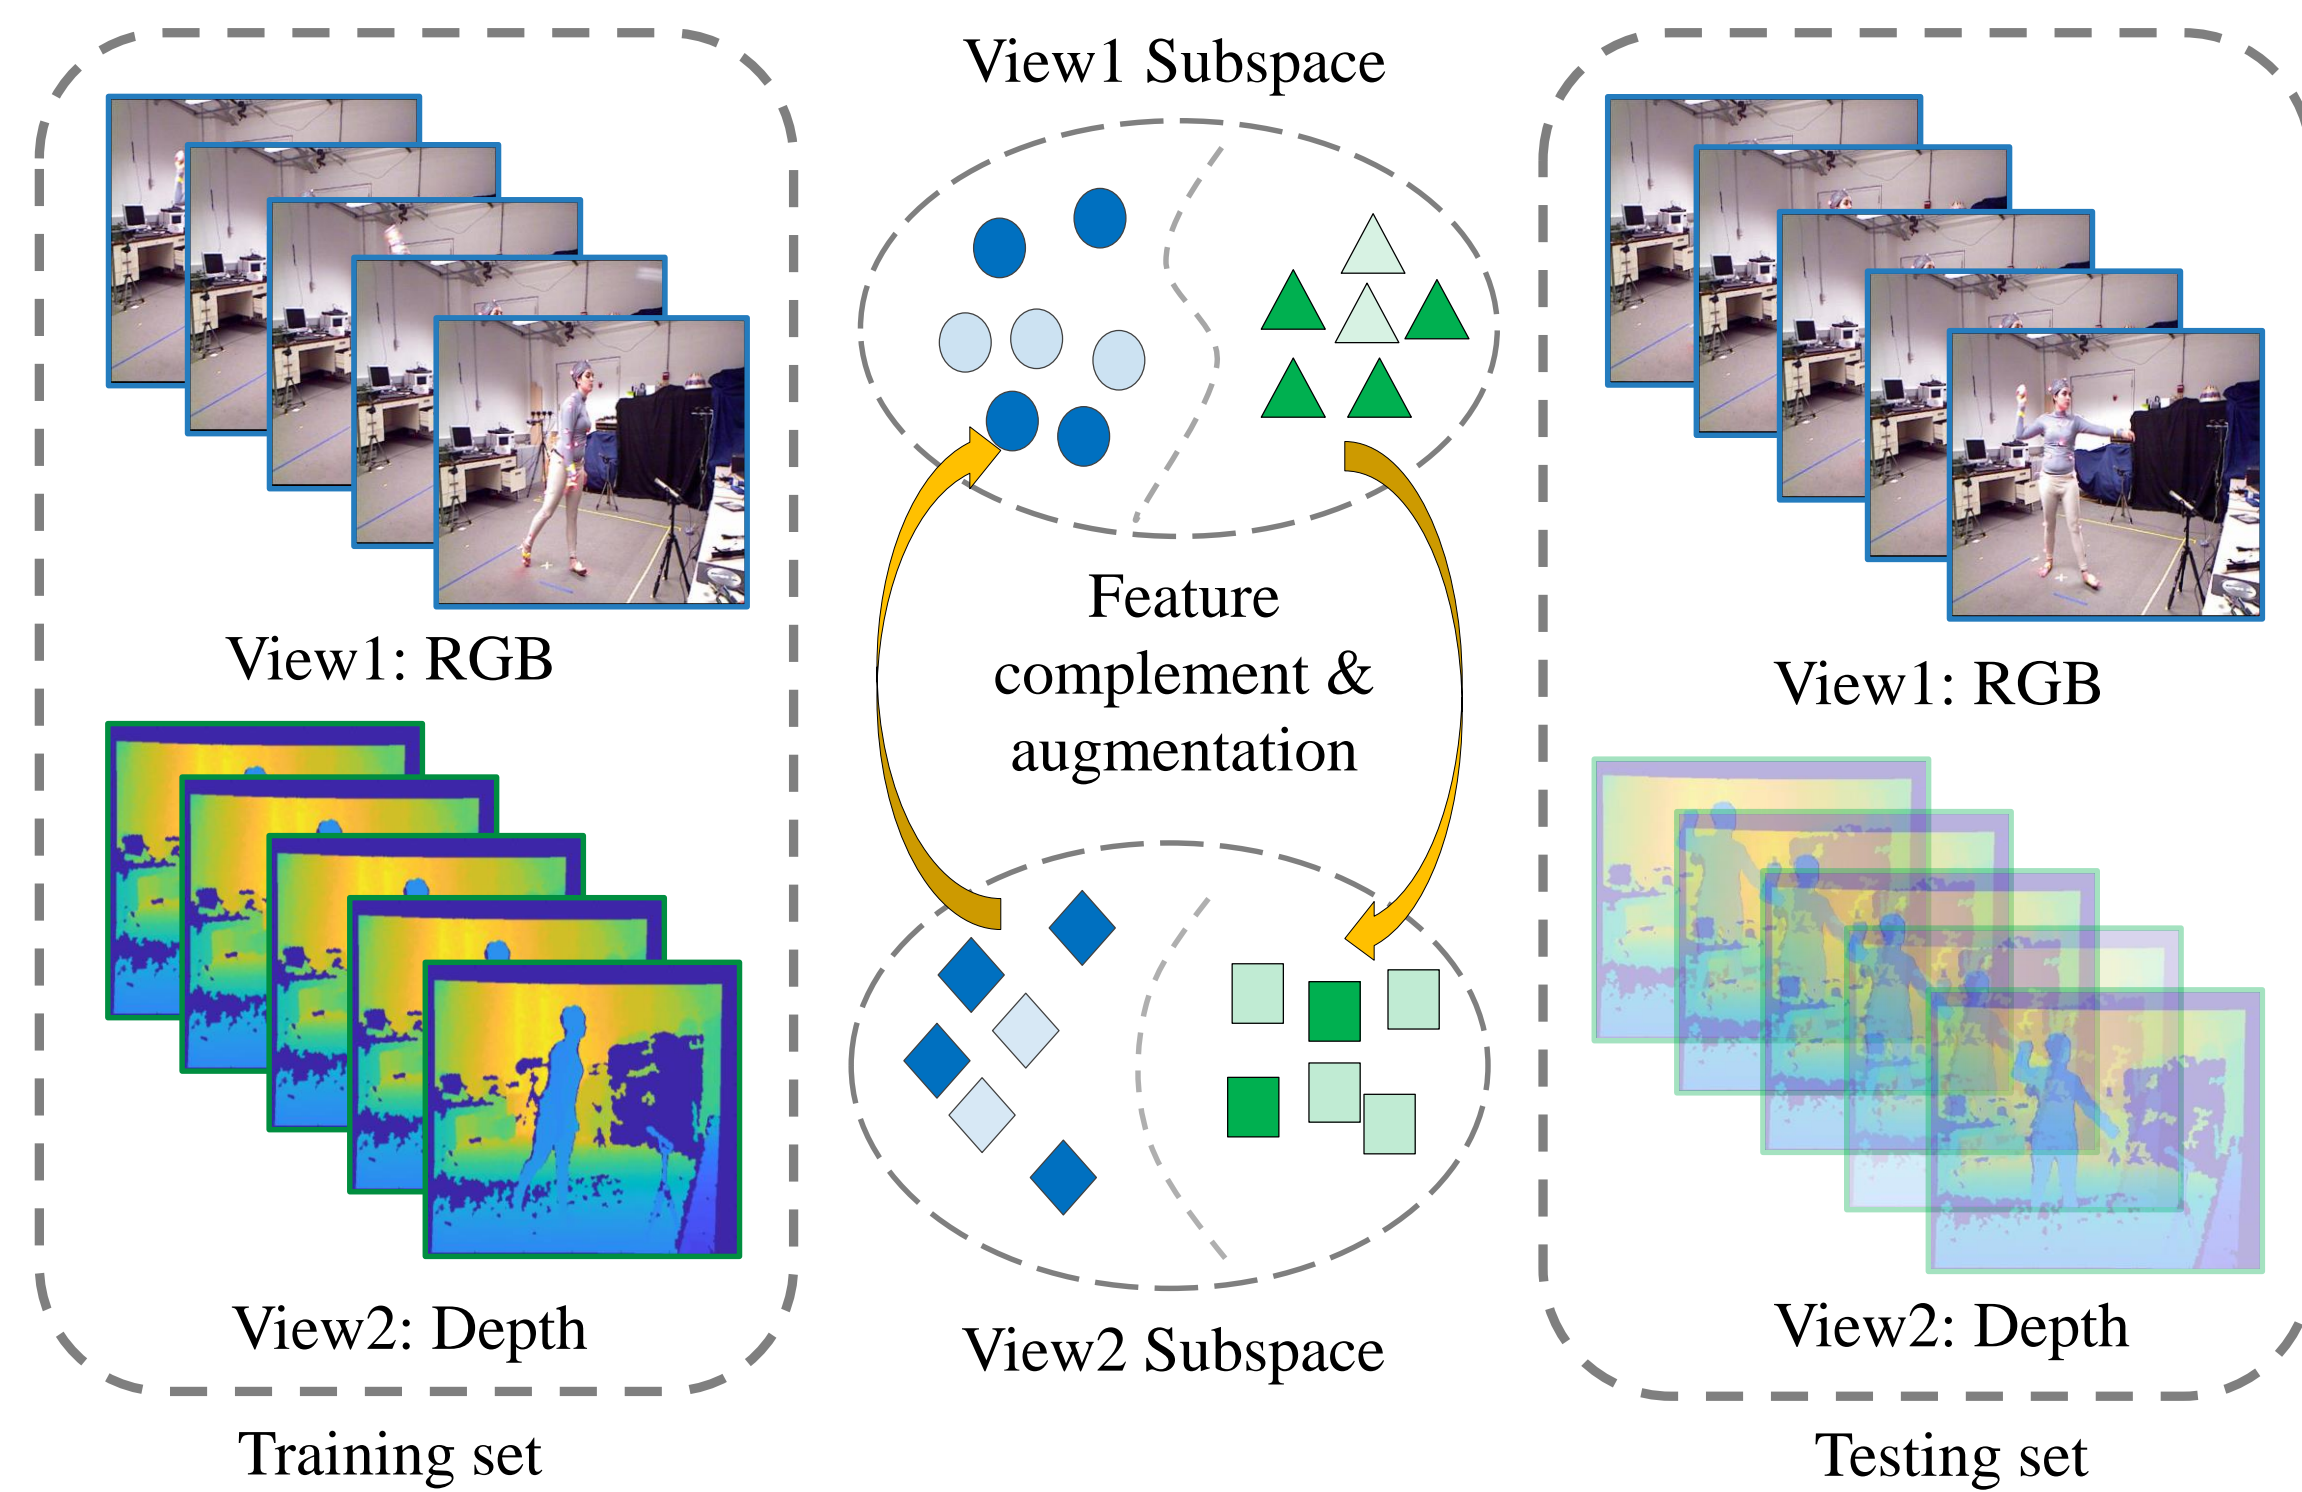 View1: RGB
View2: Depth
Training set
View1 Subspace
Feature
complement &
augmentation
View2 Subspace
View1: RGB
View2: Depth
Testing set